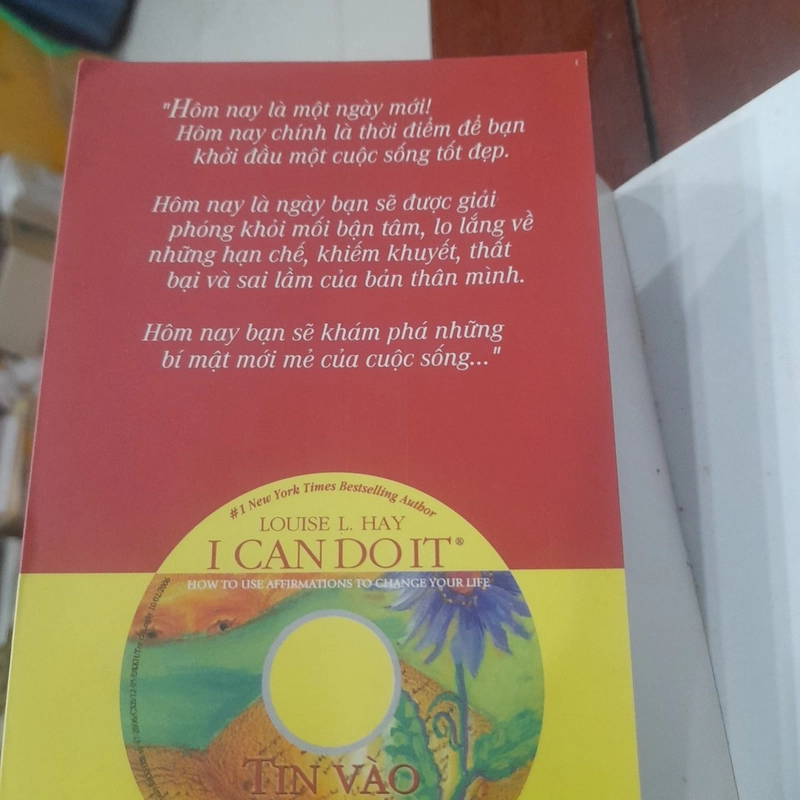 "Hôm nay là một ngày mới!
Hôm nay chính là thời điểm để bạn
khởi đầu một cuộc sống tốt đẹp.
Hôm nay là ngày bạn sẽ được giải
phóng khỏi mối bận tâm, lo lắng về
những hạn chế, khiếm khuyết, thất
bại và sai lầm của bản thân mình.
Hôm nay bạn sẽ khám phá những
bí mật mới mẻ của cuộc sống..."
#1 New York Times Bestselling Author
LOUISE L. HAY
I CAN DO IT®
HOW TO USE AFFIRMATIONS TO CHANGE YOUR LIFE
TIN VÀO